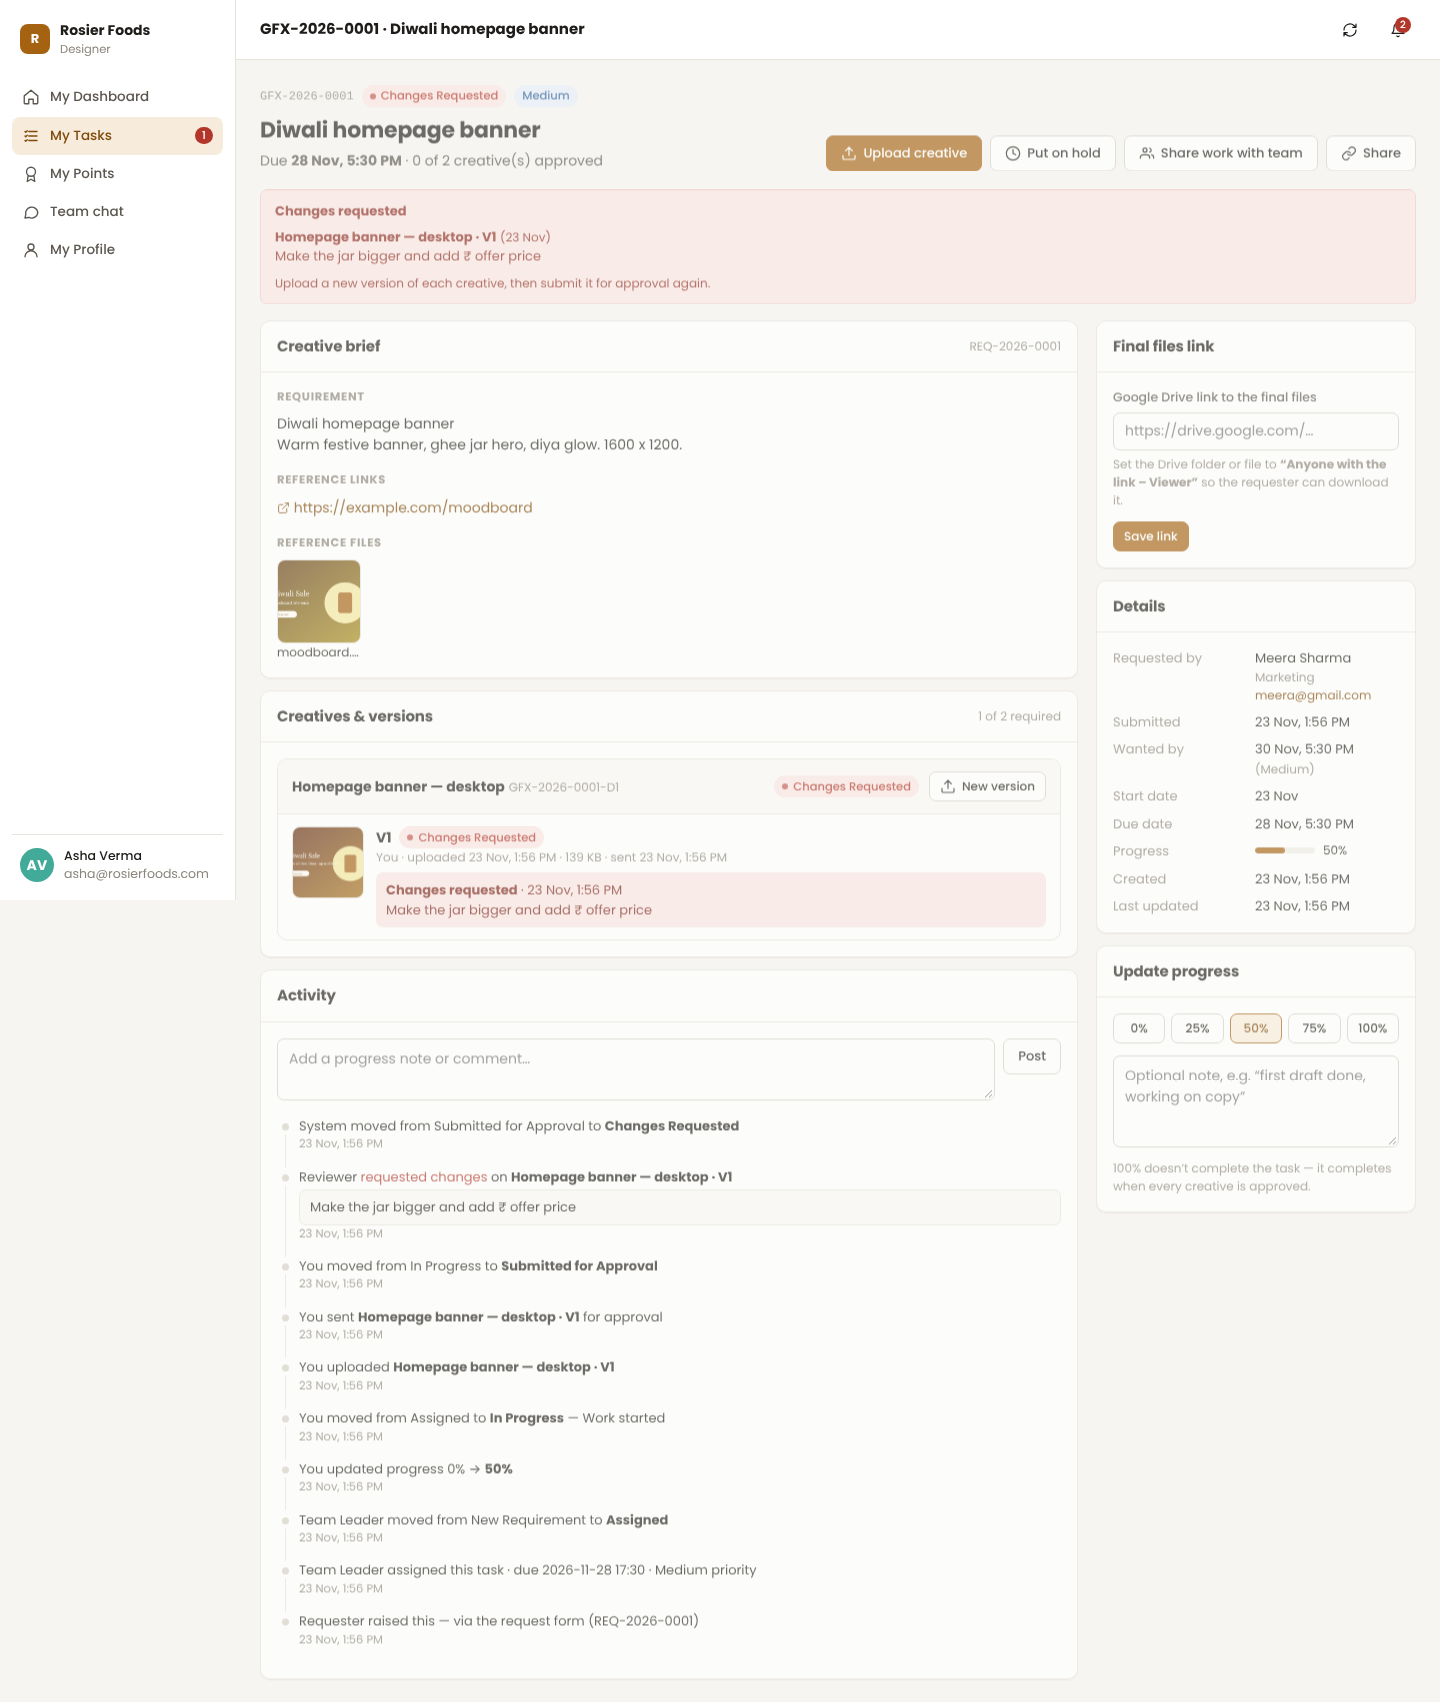 R
Rosier Foods
Designer
My Dashboard
My Tasks
1
My Points
Team chat
My Profile
AV
Asha Verma
asha@rosierfoods.com
GFX-2026-0001 · Diwali homepage banner
2
GFX-2026-0001
Changes Requested
Medium
Diwali homepage banner
Due 28 Nov, 5:30 PM · 0 of 2 creative(s) approved
Upload creative
Put on hold
Share work with team
Share
Changes requested
Homepage banner — desktop · V1 (23 Nov)
Make the jar bigger and add ₹ offer price
Upload a new version of each creative, then submit it for approval again.
Creative brief
REQ-2026-0001
REQUIREMENT
Diwali homepage banner
Warm festive banner, ghee jar hero, diya glow. 1600 x 1200.
REFERENCE LINKS
https://example.com/moodboard
REFERENCE FILES
iwali Sale
moodboard....
Creatives & versions
1 of 2 required
Homepage banner — desktop GFX-2026-0001-D1
Changes Requested
New version
iwali Sale
V1
Changes Requested
You · uploaded 23 Nov, 1:56 PM · 139 KB · sent 23 Nov, 1:56 PM
Changes requested · 23 Nov, 1:56 PM
Make the jar bigger and add ₹ offer price
Activity
Add a progress note or comment…
Post
System moved from Submitted for Approval to Changes Requested
23 Nov, 1:56 PM
Reviewer requested changes on Homepage banner — desktop · V1
Make the jar bigger and add ₹ offer price
23 Nov, 1:56 PM
You moved from In Progress to Submitted for Approval
23 Nov, 1:56 PM
You sent Homepage banner — desktop · V1 for approval
23 Nov, 1:56 PM
You uploaded Homepage banner — desktop · V1
23 Nov, 1:56 PM
You moved from Assigned to In Progress — Work started
23 Nov, 1:56 PM
You updated progress 0% → 50%
23 Nov, 1:56 PM
Team Leader moved from New Requirement to Assigned
23 Nov, 1:56 PM
Team Leader assigned this task · due 2026-11-28 17:30 · Medium priority
23 Nov, 1:56 PM
Requester raised this — via the request form (REQ-2026-0001)
23 Nov, 1:56 PM
Final files link
Google Drive link to the final files
https://drive.google.com/…
Set the Drive folder or file to “Anyone with the
link – Viewer” so the requester can download
it.
Save link
Details
Requested by
Meera Sharma
Marketing
meera@gmail.com
Submitted
23 Nov, 1:56 PM
Wanted by
30 Nov, 5:30 PM
(Medium)
Start date
23 Nov
Due date
28 Nov, 5:30 PM
Progress
50%
Created
23 Nov, 1:56 PM
Last updated
23 Nov, 1:56 PM
Update progress
0%
25%
50%
75%
100%
Optional note, e.g. “first draft done,
working on copy”
100% doesn’t complete the task — it completes
when every creative is approved.